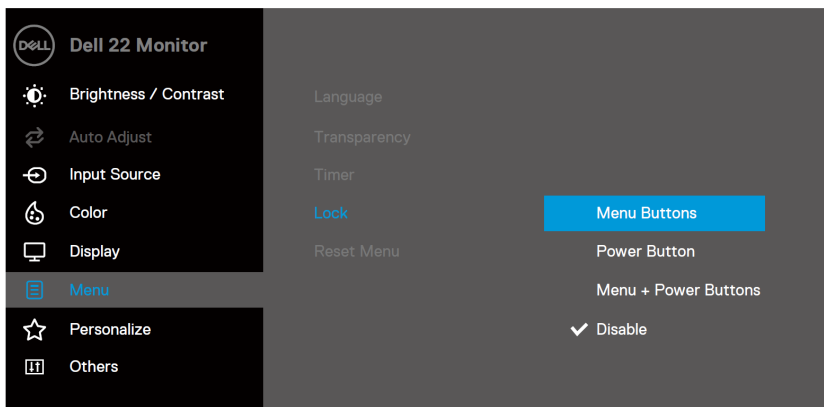 DELL
Dell 22 Monitor
Brightness / Contrast
Auto Adjust
Input Source
Color
Display
Menu
Personalize
Others
Language
Transparency
Timer
Lock
Reset Menu
Menu Buttons
Power Button
Menu + Power Buttons
Disable